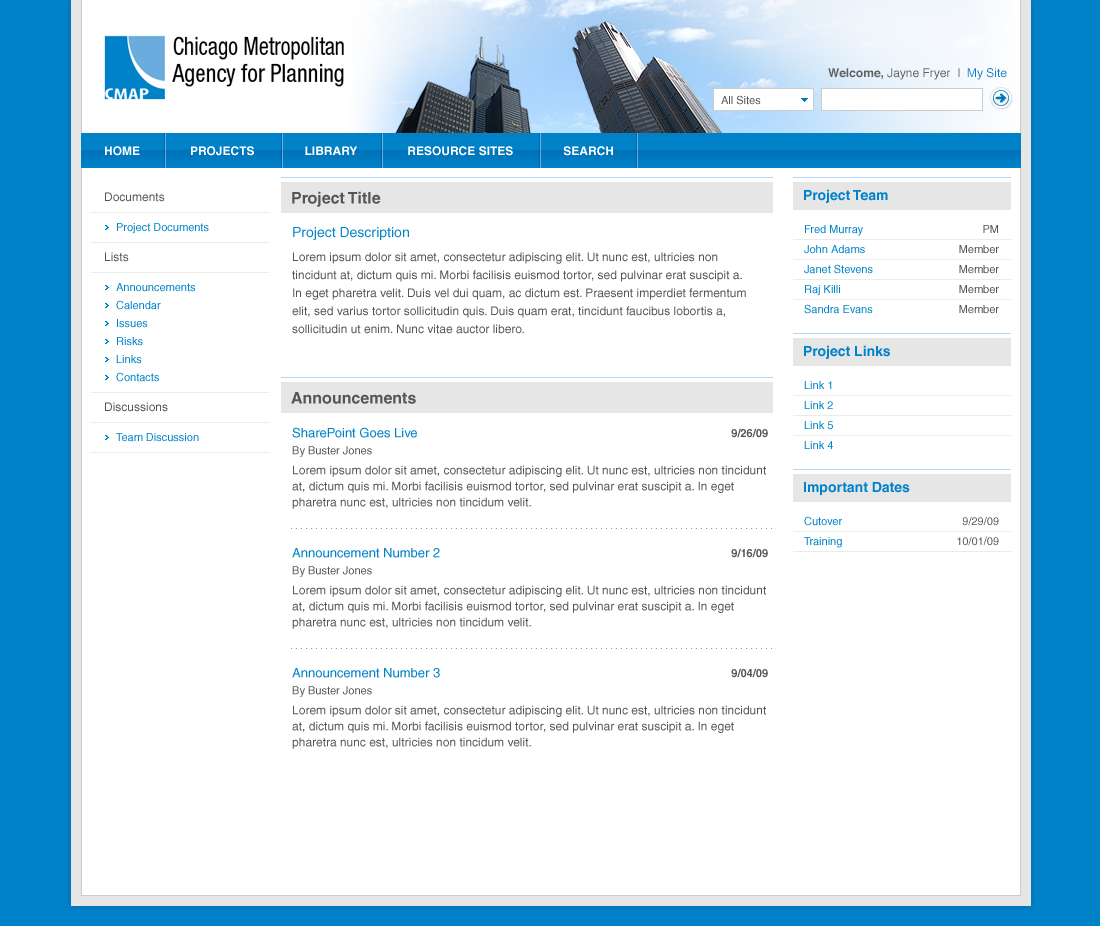 Chicago Metropolitan
Agency for Planning
CMAP
Welcome, Jayne Fryer | My Site
All Sites
HOME PROJECTS LIBRARY RESOURCE SITES SEARCH
Documents
Project Documents
Lists
Announcements
Calendar
Issues
Risks
Links
Contacts
Discussions
Team Discussion
Project Title
Project Description
Lorem ipsum dolor sit amet, consectetur adipiscing elit. Ut nunc est, ultricies non
tincidunt at, dictum quis mi. Morbi facilisis euismod tortor, sed pulvinar erat suscipit a.
In eget pharetra velit. Duis vel dui quam, ac dictum est. Praesent imperdiet fermentum
elit, sed varius tortor sollicitudin quis. Duis quam erat, tincidunt faucibus lobortis a,
sollicitudin ut enim. Nunc vitae auctor libero.
Announcements
SharePoint Goes Live 9/26/09
By Buster Jones
Lorem ipsum dolor sit amet, consectetur adipiscing elit. Ut nunc est, ultricies non tincidunt
at, dictum quis mi. Morbi facilisis euismod tortor, sed pulvinar erat suscipit a. In eget
pharetra nunc est, ultricies non tincidum velit.
Announcement Number 2 9/16/09
By Buster Jones
Lorem ipsum dolor sit amet, consectetur adipiscing elit. Ut nunc est, ultricies non tincidunt
at, dictum quis mi. Morbi facilisis euismod tortor, sed pulvinar erat suscipit a. In eget
pharetra nunc est, ultricies non tincidum velit.
Announcement Number 3 9/04/09
By Buster Jones
Lorem ipsum dolor sit amet, consectetur adipiscing elit. Ut nunc est, ultricies non tincidunt
at, dictum quis mi. Morbi facilisis euismod tortor, sed pulvinar erat suscipit a. In eget
pharetra nunc est, ultricies non tincidum velit.
Project Team
Fred Murray PM
John Adams Member
Janet Stevens Member
Raj Killi Member
Sandra Evans Member
Project Links
Link 1
Link 2
Link 5
Link 4
Important Dates
Cutover 9/29/09
Training 10/01/09